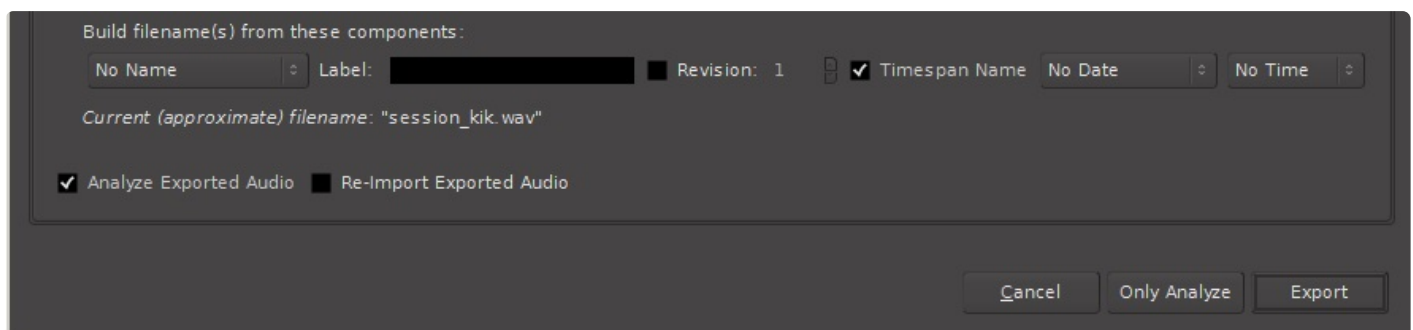 Build filename(s) from these components:
No Name Label: Revision: 1 Timespan Name No Date No Time
Current (approximate) filename: "session_kik.wav"
Analyze Exported Audio Re-Import Exported Audio
Cancel Only Analyze Export